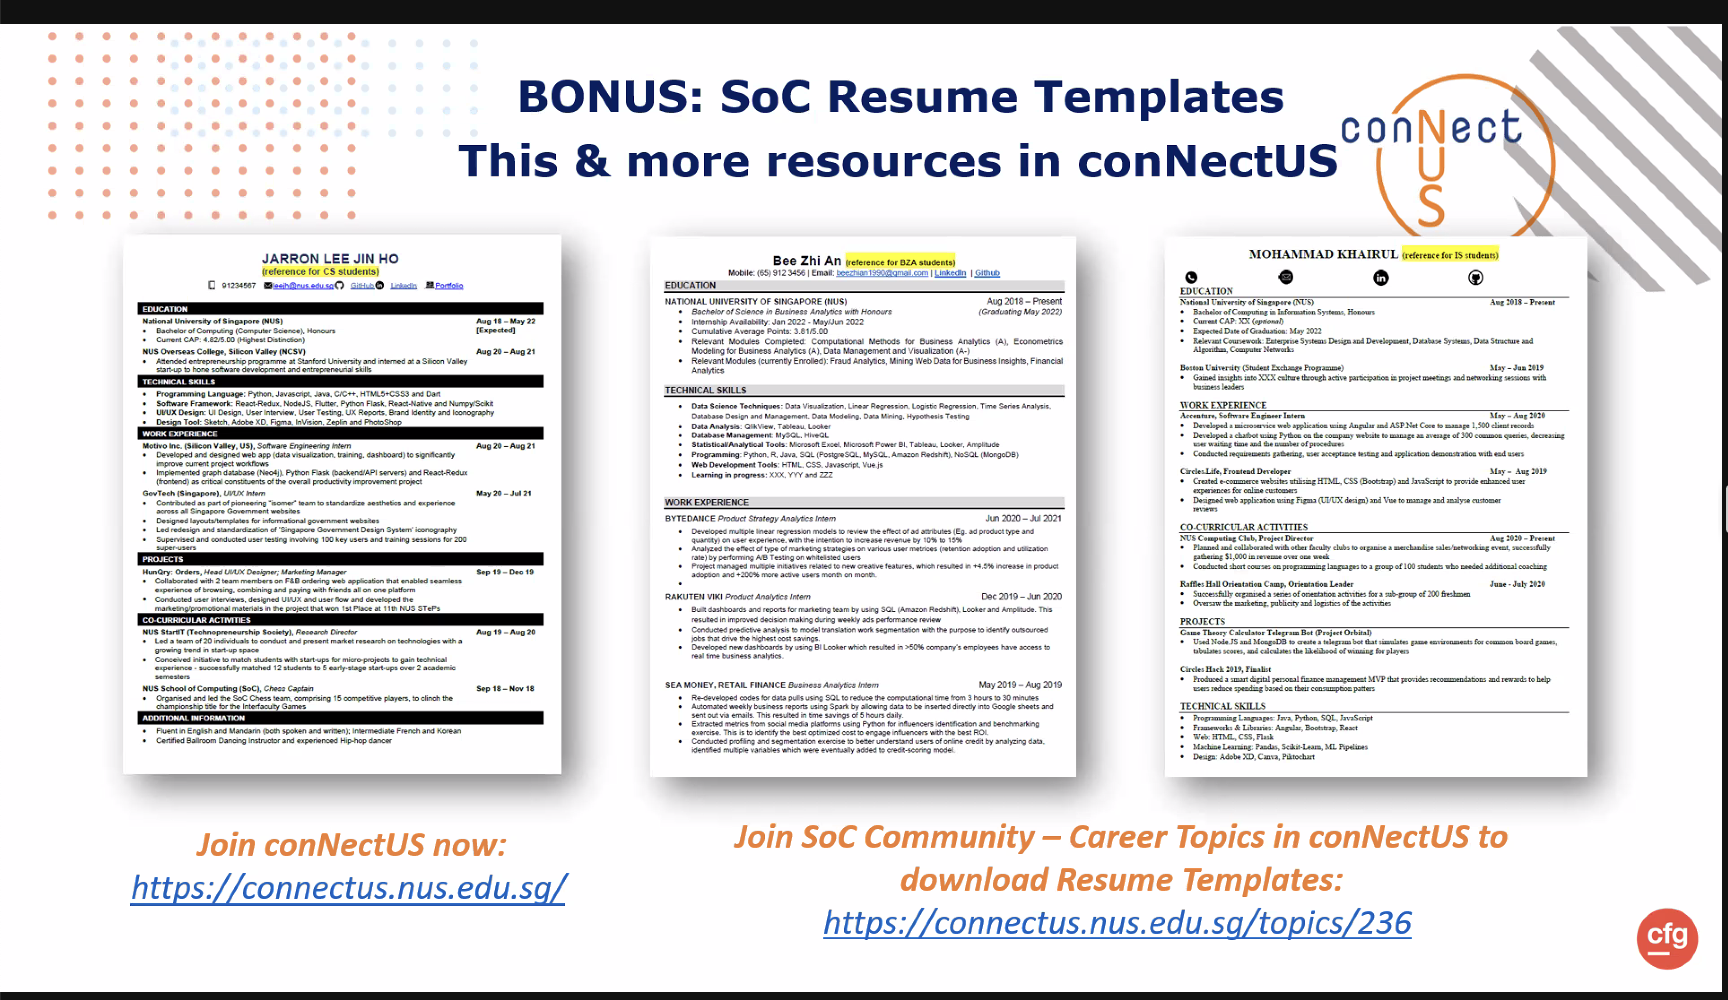 BONUS: SoC Resume Templates
This & more resources in conNectUS
conNect
U
S
JARRON LEE JIN HO
(reference for CS students)
91234567 leejh@nus.edu.sg GitHub LinkedIn Portfolio
EDUCATION
National University of Singapore (NUS) Aug 18 – May 22
• Bachelor of Computing (Computer Science), Honours [Expected]
• Current CAP: 4.82/5.00 (Highest Distinction)
NUS Overseas College, Silicon Valley (NCSV) Aug 20 – Aug 21
• Attended entrepreneurship programme at Stanford University and interned at a Silicon Valley
start-up to hone software development and entrepreneurial skills
TECHNICAL SKILLS
• Programming Language: Python, Javascript, Java, C/C++, HTML5+CSS3 and Dart
• Software Framework: React-Redux, NodeJS, Flutter, Python Flask, React-Native and Numpy/Scikit
• UI/UX Design: UI Design, User Interview, User Testing, UX Reports, Brand Identity and Iconography
• Design Tool: Sketch, Adobe XD, Figma, InVision, Zeplin and PhotoShop
WORK EXPERIENCE
Motivo Inc. (Silicon Valley, US), Software Engineering Intern Aug 20 – Aug 21
• Developed and designed web app (data visualization, training, dashboard) to significantly
improve current project workflows
• Implemented graph database (Neo4j), Python Flask (backend/API servers) and React-Redux
(frontend) as critical constituents of the overall productivity improvement project
GovTech (Singapore), UI/UX Intern May 20 – Jul 21
• Contributed as part of pioneering "isomer" team to standardize aesthetics and experience
across all Singapore Government websites
• Designed layouts/templates for informational government websites
• Led redesign and standardization of 'Singapore Government Design System' iconography
• Supervised and conducted user testing involving 100 key users and training sessions for 200
super-users
PROJECTS
HunQry: Orders, Head UI/UX Designer; Marketing Manager Sep 19 – Dec 19
• Collaborated with 2 team members on F&B ordering web application that enabled seamless
experience of browsing, combining and paying with friends all on one platform
• Conducted user interviews, designed UI/UX and user flow and developed the
marketing/promotional materials in the project that won 1st Place at 11th NUS STePs
CO-CURRICULAR ACTIVITIES
NUS StartIT (Technopreneurship Society), Research Director Aug 19 – Aug 20
• Led a team of 20 individuals to conduct and present market research on technologies with a
growing trend in start-up space
• Conceived initiative to match students with start-ups for micro-projects to gain technical
experience - successfully matched 12 students to 5 early-stage start-ups over 2 academic
semesters
NUS School of Computing (SoC), Chess Captain Sep 18 – Nov 18
• Organised and led the SoC Chess team, comprising 15 competitive players, to clinch the
championship title for the Interfaculty Games
ADDITIONAL INFORMATION
• Fluent in English and Mandarin (both spoken and written); Intermediate French and Korean
• Certified Ballroom Dancing Instructor and experienced Hip-hop dancer
Bee Zhi An (reference for BZA students)
Mobile: (65) 912 3456 | Email: beezhian1990@gmail.com | LinkedIn | Github
EDUCATION
NATIONAL UNIVERSITY OF SINGAPORE (NUS) Aug 2018 – Present
• Bachelor of Science in Business Analytics with Honours (Graduating May 2022)
• Internship Availability: Jan 2022 - May/Jun 2022
• Cumulative Average Points: 3.61/5.00
• Relevant Modules Completed: Computational Methods for Business Analytics (A), Econometrics
Modeling for Business Analytics (A), Data Management and Visualization (A-)
• Relevant Modules (currently Enrolled): Fraud Analytics, Mining Web Data for Business Insights, Financial
Analytics
TECHNICAL SKILLS
• Data Science Techniques: Data Visualization, Linear Regression, Logistic Regression, Time Series Analysis,
Database Design and Management, Data Modeling, Data Mining, Hypothesis Testing
• Data Analysis: QlikView, Tableau, Looker
• Database Management: MySQL, HiveQL
• Statistical/Analytical Tools: Microsoft Excel, Microsoft Power BI, Tableau, Looker, Amplitude
• Programming: Python, R, Java, SQL (PostgreSQL, MySQL, Amazon Redshift), NoSQL (MongoDB)
• Web Development Tools: HTML, CSS, Javascript, Vue.js
• Learning in progress: XXX, YYY and ZZZ
WORK EXPERIENCE
BYTEDANCE Product Strategy Analytics Intern Jun 2020 – Jul 2021
• Developed multiple linear regression models to review the effect of ad attributes (Eg. ad product type and
quantity) on user experience, with the intention to increase revenue by 10% to 15%
• Analyzed the effect of type of marketing strategies on various user metrices (retention adoption and utilization
rate) by performing A/B Testing on whitelisted users
• Project managed multiple initiatives related to new creative features, which resulted in +4.5% increase in product
adoption and +200% more active users month on month.
•
RAKUTEN VIKI Product Analytics Intern Dec 2019 – Jun 2020
• Built dashboards and reports for marketing team by using SQL (Amazon Redshift), Looker and Amplitude. This
resulted in improved decision making during weekly ads performance review
• Conducted predictive analysis to model translation work segmentation with the purpose to identify outsourced
jobs that drive the highest cost savings.
• Developed new dashboards by using BI Looker which resulted in >50% company's employees have access to
real time business analytics.
SEA MONEY, RETAIL FINANCE Business Analytics Intern May 2019 – Aug 2019
• Re-developed codes for data pulls using SQL to reduce the computational time from 3 hours to 30 minutes
• Automated weekly business reports using Spark by allowing data to be inserted directly into Google sheets and
sent out via emails. This resulted in time savings of 5 hours daily.
• Extracted metrics from social media platforms using Python for influencers identification and benchmarking
exercise. This is to identify the best optimized cost to engage influencers with the best ROI.
• Conducted profiling and segmentation exercise to better understand users of online credit by analyzing data,
identified multiple variables which were eventually added to credit-scoring model.
MOHAMMAD KHAIRUL (reference for IS students)
EDUCATION
National University of Singapore (NUS) Aug 2018 – Present
• Bachelor of Computing in Information Systems, Honours
• Current CAP: XX (optional)
• Expected Date of Graduation: May 2022
• Relevant Coursework: Enterprise Systems Design and Development, Database Systems, Data Structure and
Algorithm, Computer Networks
Boston University (Student Exchange Programme) May – Jun 2019
• Gained insights into XXX culture through active participation in project meetings and networking sessions with
business leaders
WORK EXPERIENCE
Accenture, Software Engineer Intern May – Aug 2020
• Developed a microservice web application using Angular and ASP.Net Core to manage 1,500 client records
• Developed a chatbot using Python on the company website to manage an average of 300 common queries, decreasing
user waiting time and the number of procedures
• Conducted requirements gathering, user acceptance testing and application demonstration with end users
Circles.Life, Frontend Developer May – Aug 2019
• Created e-commerce websites utilising HTML, CSS (Bootstrap) and JavaScript to provide enhanced user
experiences for online customers
• Designed web application using Figma (UI/UX design) and Vue to manage and analyse customer
reviews
CO-CURRICULAR ACTIVITIES
NUS Computing Club, Project Director Aug 2020 – Present
• Planned and collaborated with other faculty clubs to organise a merchandise sales/networking event, successfully
gathering $1,000 in revenue over one week
• Conducted short courses on programming languages to a group of 100 students who needed additional coaching
Raffles Hall Orientation Camp, Orientation Leader June - July 2020
• Successfully organised a series of orientation activities for a sub-group of 200 freshmen
• Oversaw the marketing, publicity and logistics of the activities
PROJECTS
Game Theory Calculator Telegram Bot (Project Orbital)
• Used Node.JS and MongoDB to create a telegram bot that simulates game environments for common board games,
tabulates scores, and calculates the likelihood of winning for players
Circles Hack 2019, Finalist
• Produced a smart digital personal finance management MVP that provides recommendations and rewards to help
users reduce spending based on their consumption patters
TECHNICAL SKILLS
• Programming Languages: Java, Python, SQL, JavaScript
• Frameworks & Libraries: Angular, Bootstrap, React
• Web: HTML, CSS, Flask
• Machine Learning: Pandas, Scikit-Learn, ML Pipelines
• Design: Adobe XD, Canva, Piktochart
Join conNectUS now:
https://connectus.nus.edu.sg/
Join SoC Community – Career Topics in conNectUS to
download Resume Templates:
https://connectus.nus.edu.sg/topics/236
cfg